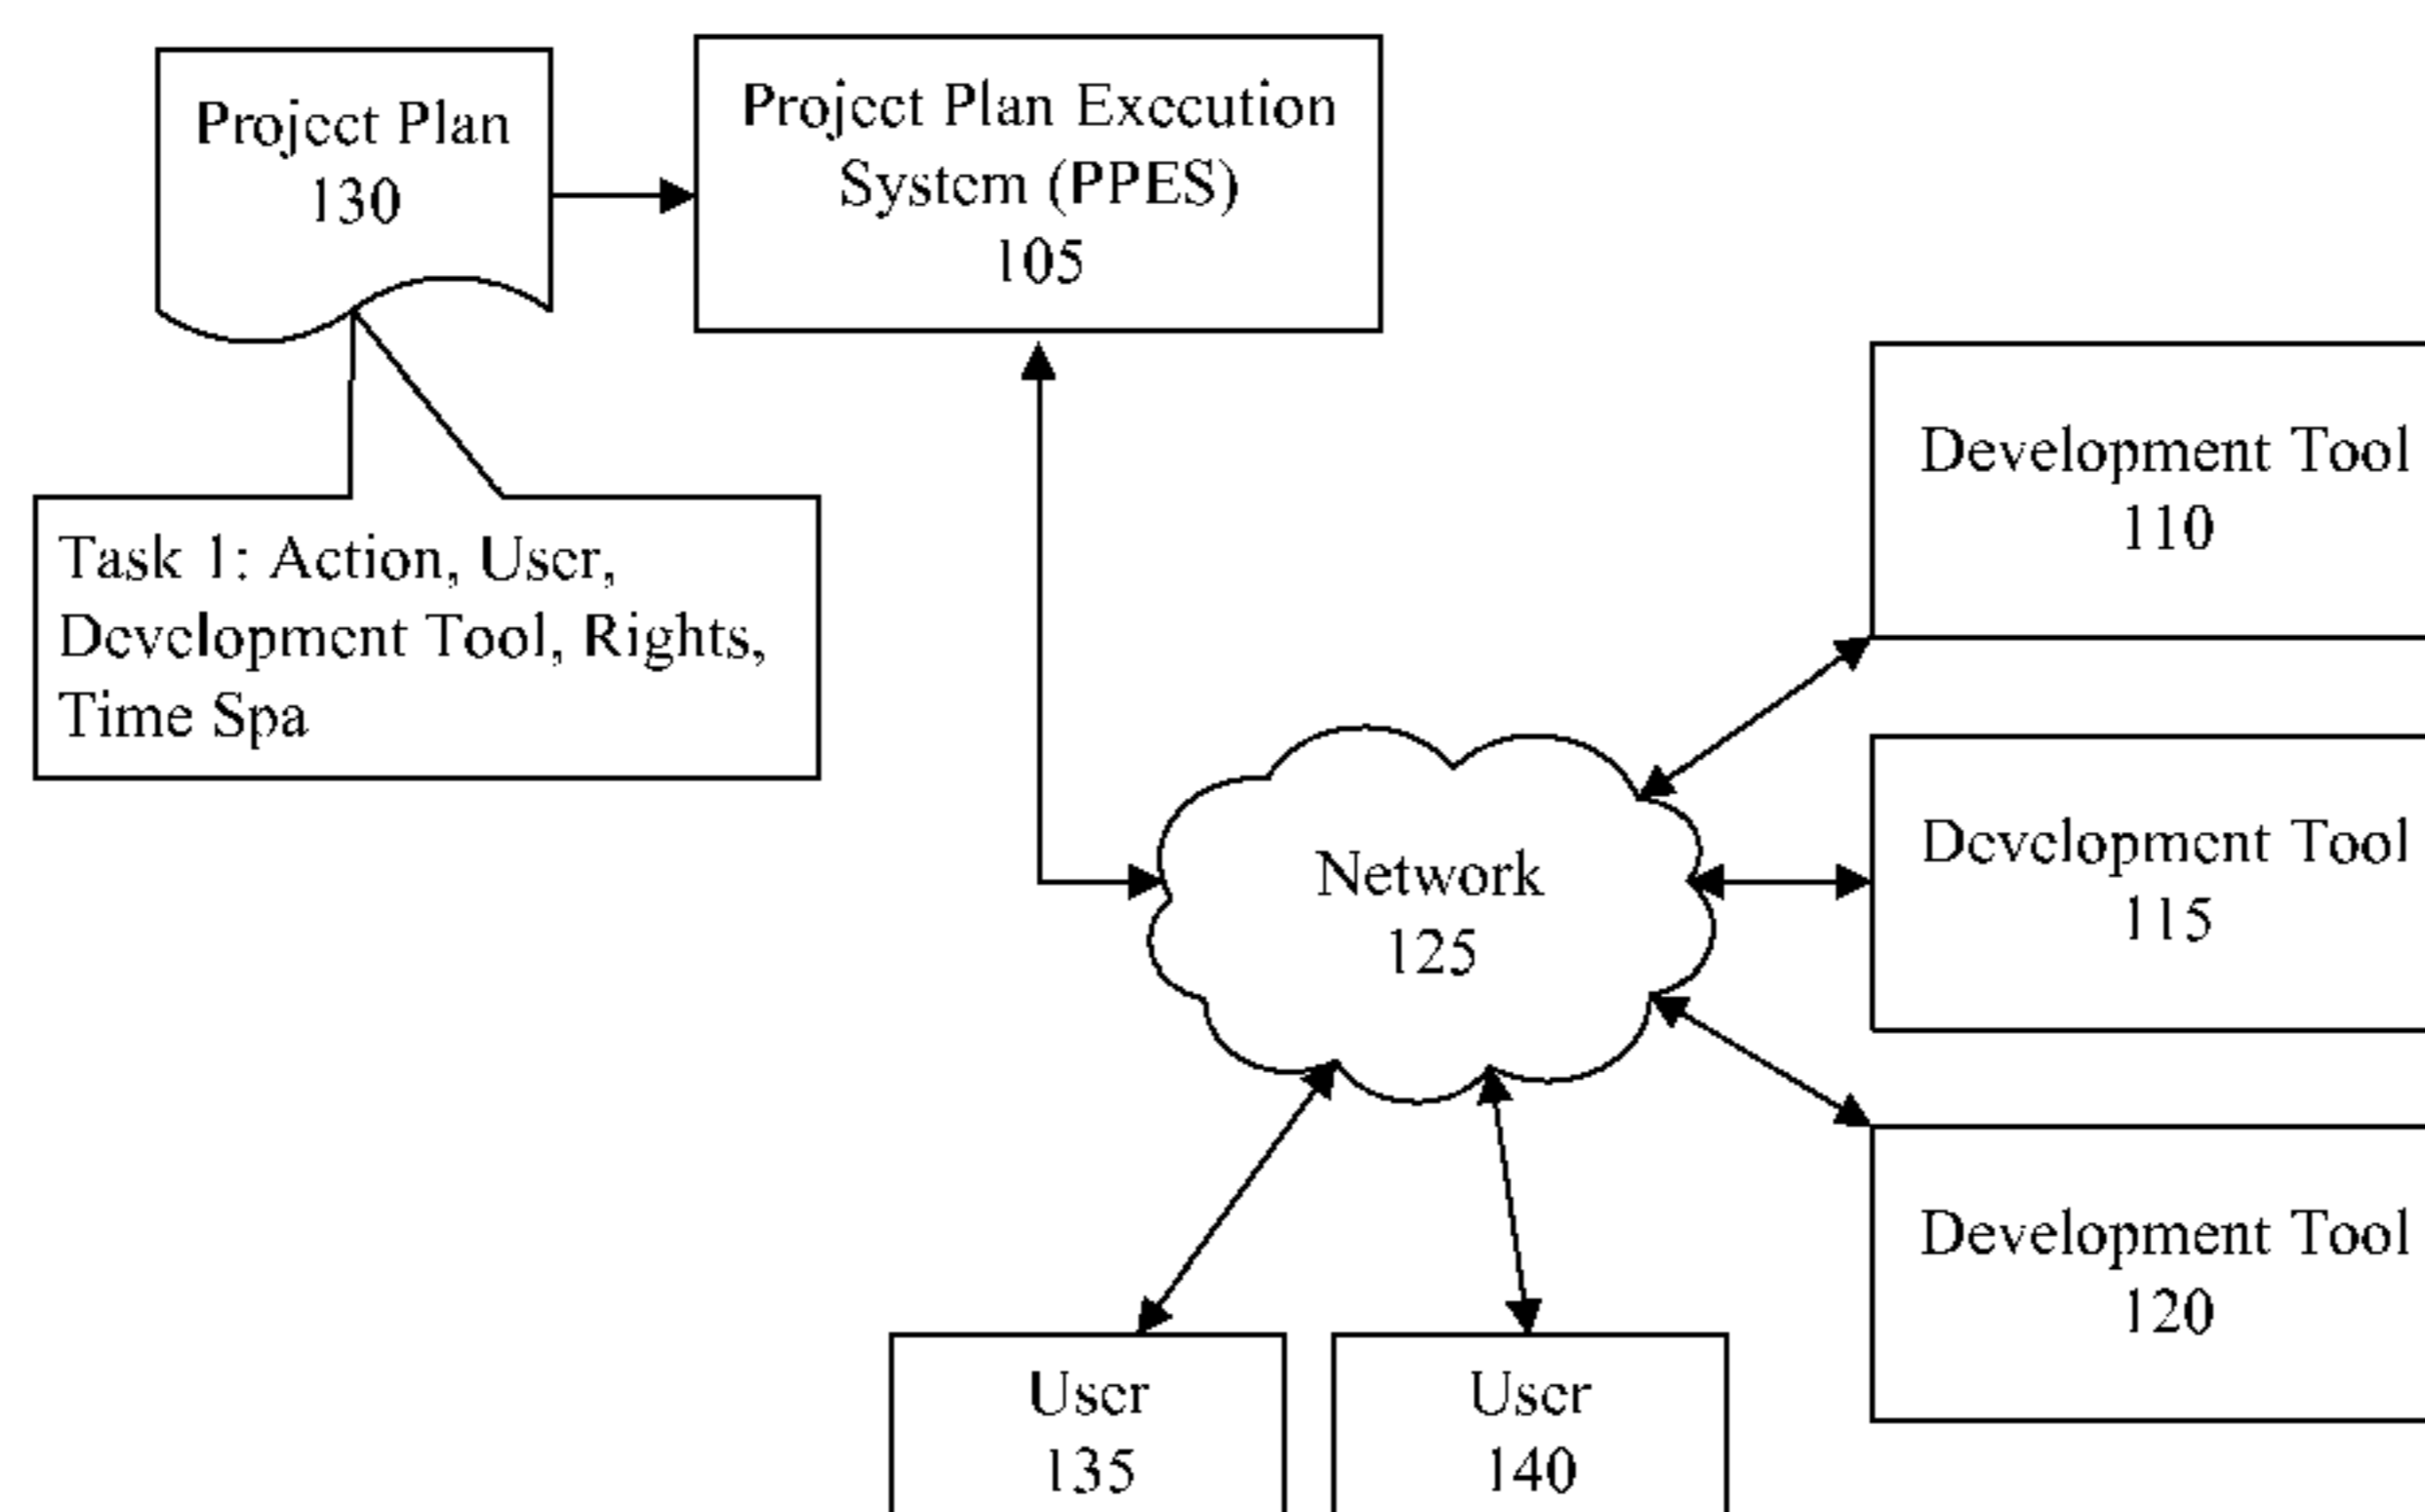 Project Plan
130
Project Plan Execution
System (PPES)
105
Task 1: Action, User,
Development Tool, Rights,
Time Spa
Development Tool
110
Network
125
Development Tool
115
Development Tool
120
User
135
User
140